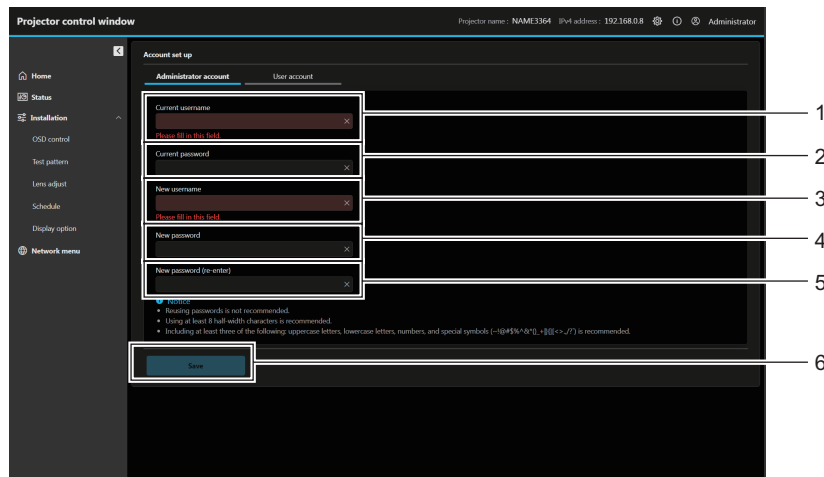 Projector control window
Projector name : NAME3364 IPv4 address : 192.168.0.8 Administrator
Account set up
Administrator account User account
Home
Status
Installation
OSD control
Test pattern
Lens adjust
Schedule
Display option
Network menu
Current username
Please fill in this field.
Current password
New username
Please fill in this field.
New password
New password (re-enter)
Notice
Reusing passwords is not recommended.
Using at least 8 half-width characters is recommended.
Including at least three of the following: uppercase letters, lowercase letters, numbers, and special symbols (~!@#$%^&*()_+|}{[]<>.,/?') is recommended.
Save
1
2
3
4
5
6